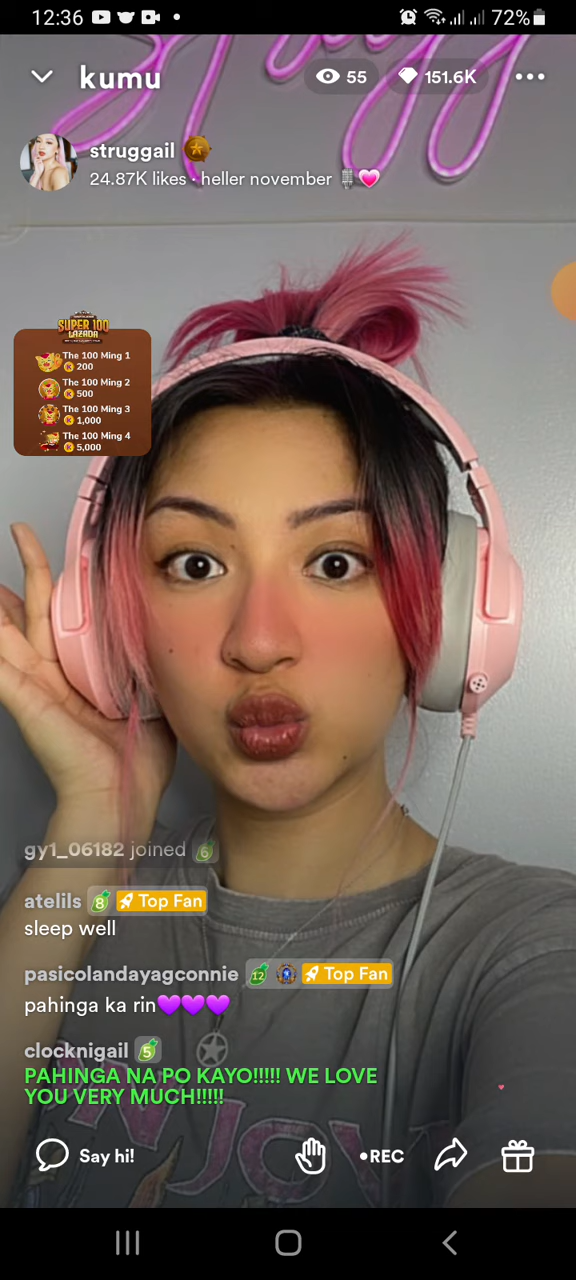 12:36
72%
kumu
55
151.6K
struggail
24.87K likes · heller november 🎙️💗
SUPER 100
LAZADA
The 100 Ming 1
200
The 100 Ming 2
500
The 100 Ming 3
1,000
The 100 Ming 4
5,000
gy1_06182 joined 6
atelils 8 Top Fan
sleep well
pasicolandayagconnie 12 Top Fan
pahinga ka rin💜💜💜
clocknigail 5
PAHINGA NA PO KAYO!!!!! WE LOVE
YOU VERY MUCH!!!!!
Say hi!
•REC